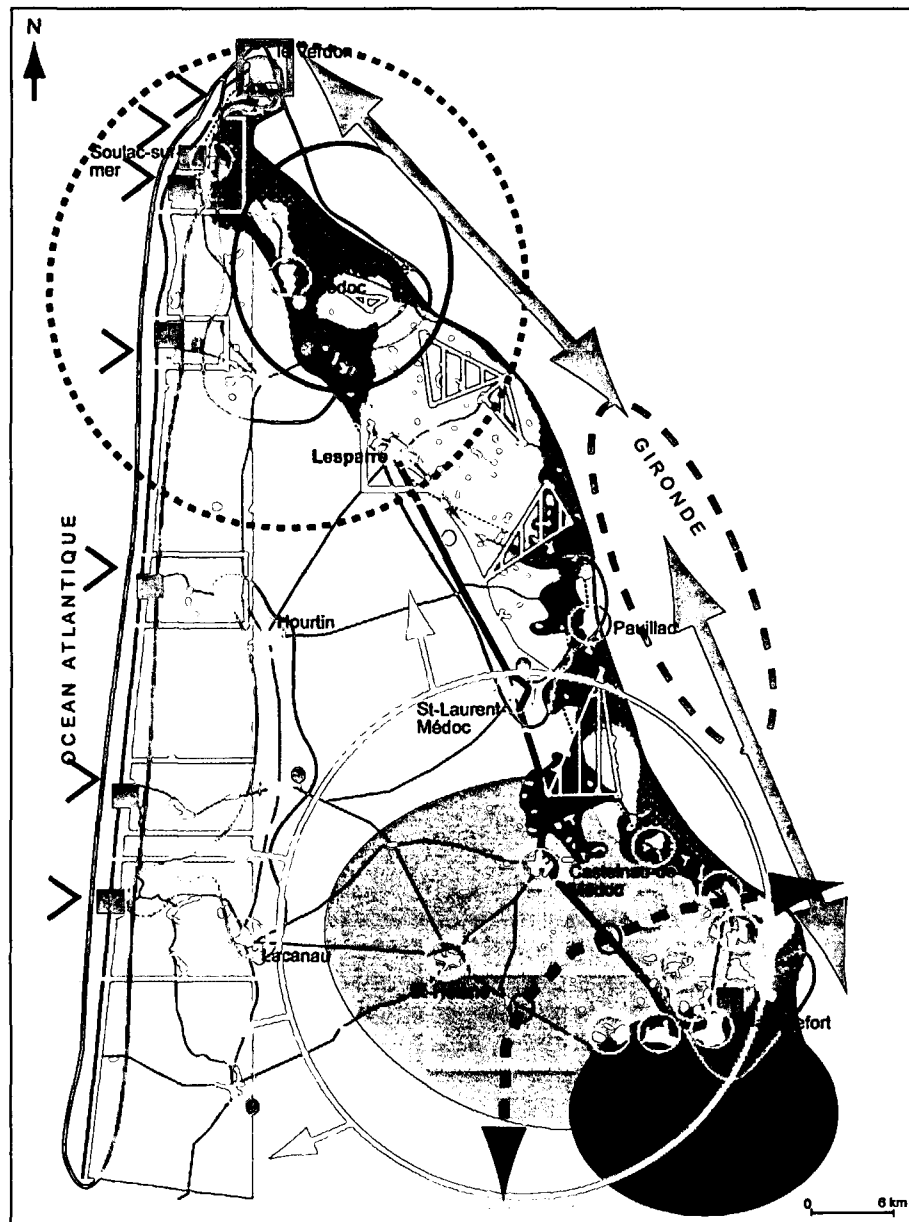 N
le Verdon
Soulac-sur
mer
Lesparre
GIRONDE
OCEAN ATLANTIQUE
Hourtin
Pauillac
St-Laurent
Médoc
Castelnau-de
Médoc
Lacanau
0 6 km